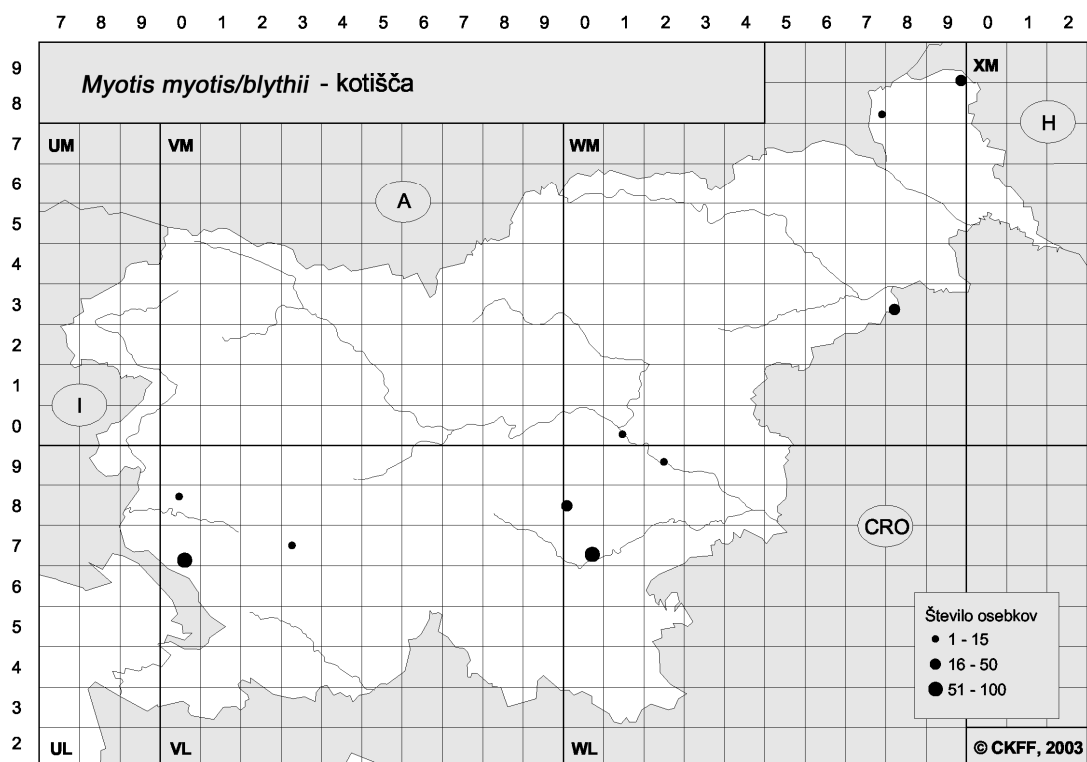 7 8 9 0 1 2 3 4 5 6 7 8 9 0 1 2 3 4 5 6 7 8 9 0 1 2
9
Myotis myotis/blythii - kotišča
XM
8
H
7
UM VM WM
6
A
5
4
3
2
1
I
0
9
8
CRO
7
6
Število osebkov
5
1 - 15
4
16 - 50
51 - 100
3
2
UL VL WL © CKFF, 2003